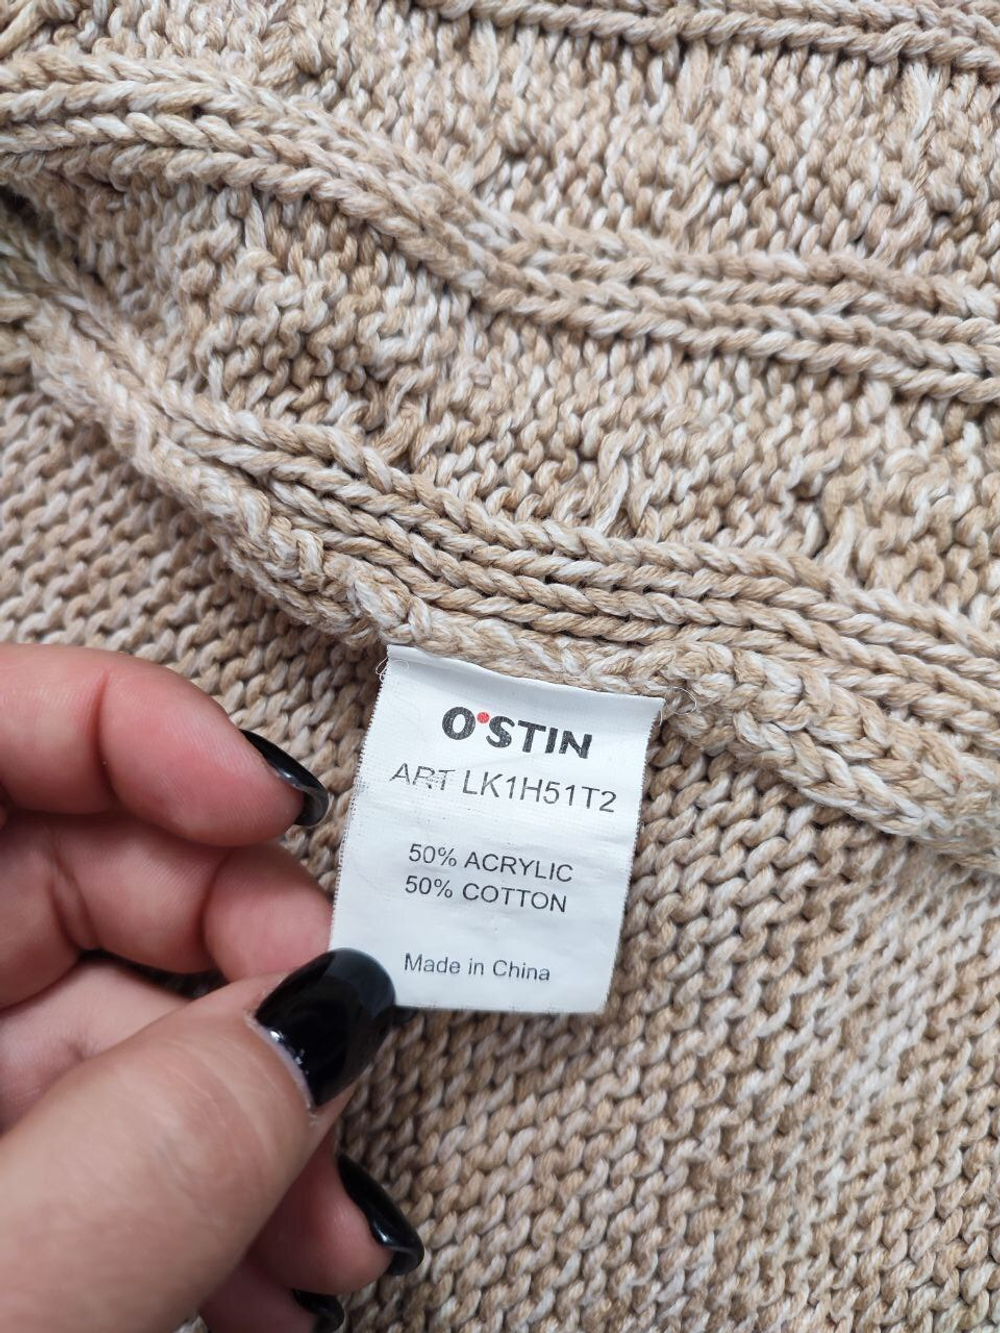 O'STIN
ART LK1H51T2
50% ACRYLIC
50% COTTON
Made in China